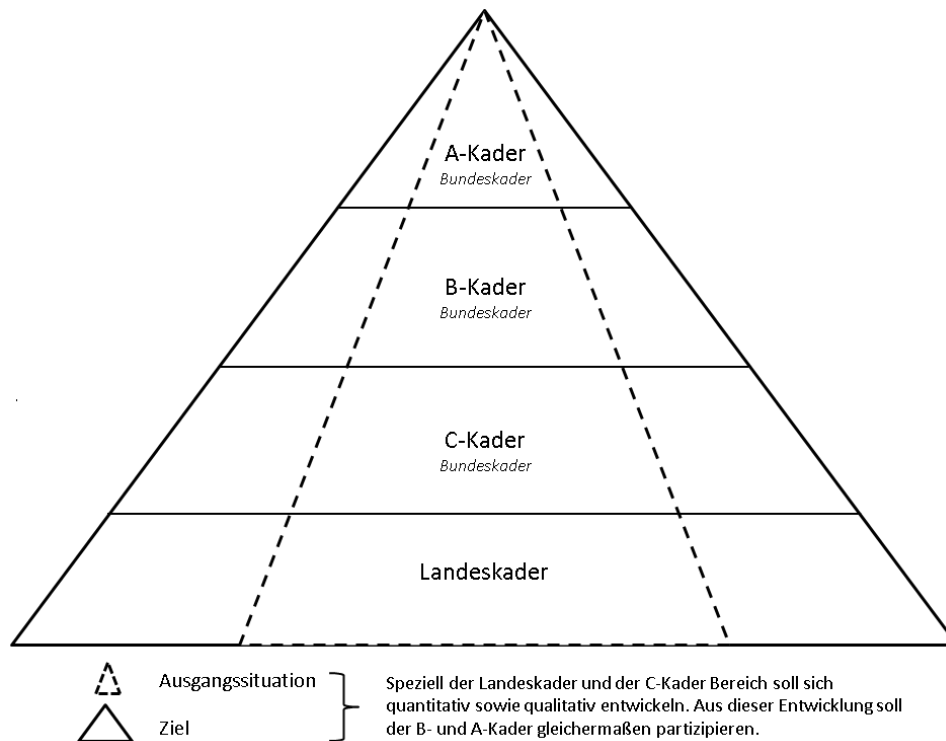 A-Kader
Bundeskader
B-Kader
Bundeskader
C-Kader
Bundeskader
Landeskader
Ausgangssituation
Ziel
Speziell der Landeskader und der C-Kader Bereich soll sich
quantitativ sowie qualitativ entwickeln. Aus dieser Entwicklung soll
der B- und A-Kader gleichermaßen partizipieren.